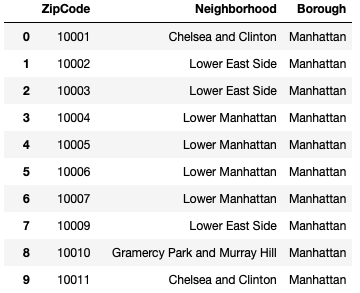 ZipCode Neighborhood Borough
0 10001 Chelsea and Clinton Manhattan
1 10002 Lower East Side Manhattan
2 10003 Lower East Side Manhattan
3 10004 Lower Manhattan Manhattan
4 10005 Lower Manhattan Manhattan
5 10006 Lower Manhattan Manhattan
6 10007 Lower Manhattan Manhattan
7 10009 Lower East Side Manhattan
8 10010 Gramercy Park and Murray Hill Manhattan
9 10011 Chelsea and Clinton Manhattan